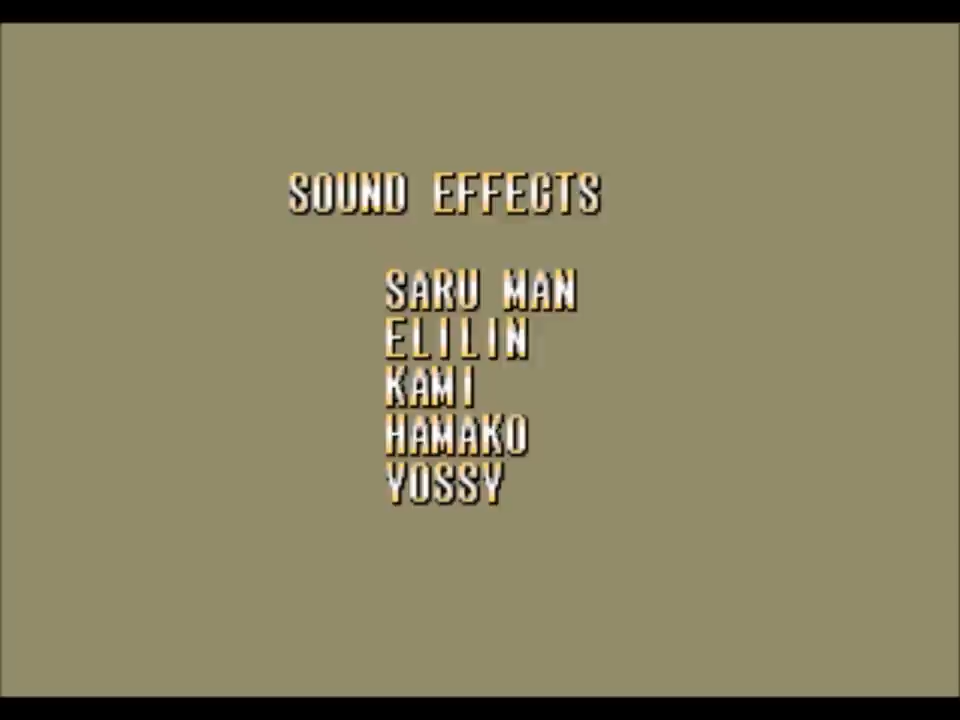 SOUND EFFECTS
SARU MAN
ELILIN
KAMI
HAMAKO
YOSSY